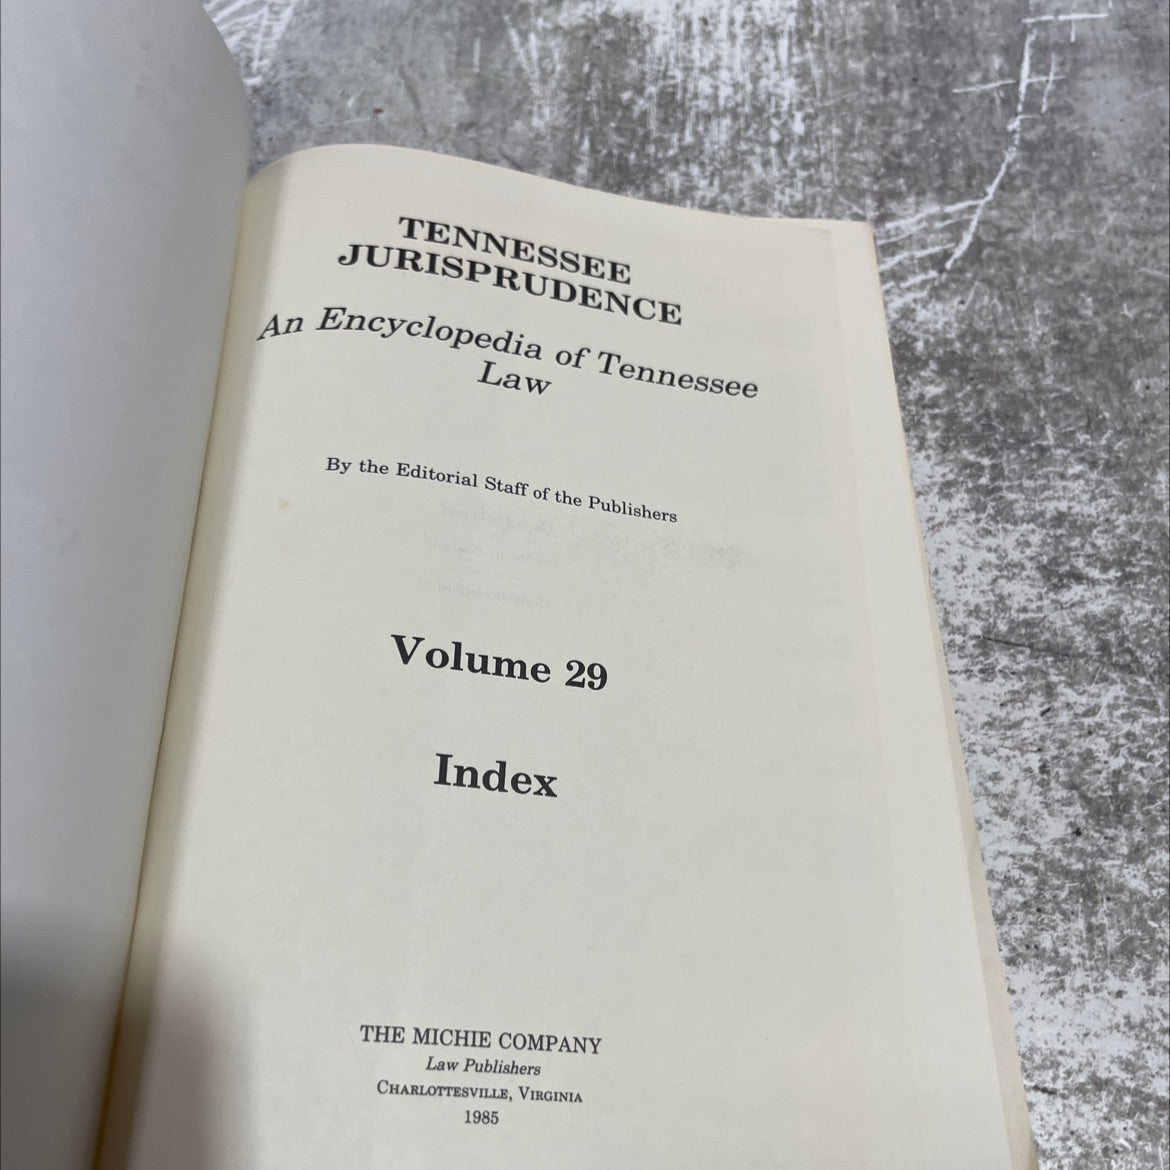 TENNESSEE
JURISPRUDENCE
An Encyclopedia of Tennessee
Law
By the Editorial Staff of the Publishers
Volume 29
Index
THE MICHIE COMPANY
Law Publishers
CHARLOTTESVILLE, VIRGINIA
1985